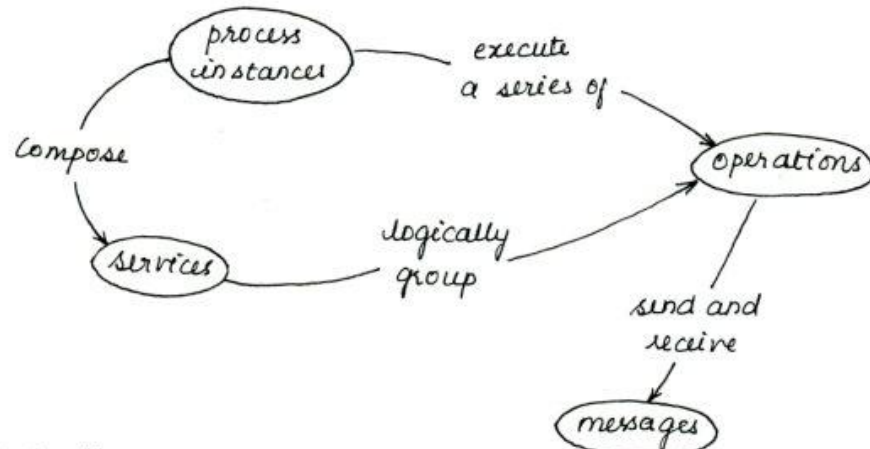 process
instances
execute
a series of
compose
operations
logically
group
services
send and
receive
messages